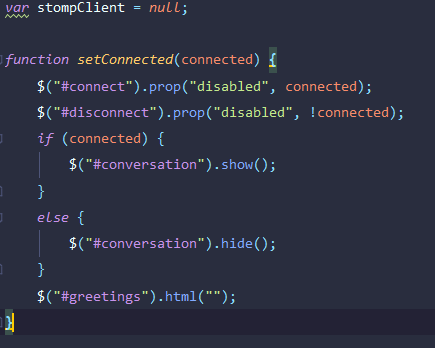 var stompClient = null;
function setConnected(connected) {
    $("#connect").prop("disabled", connected);
    $("#disconnect").prop("disabled", !connected);
    if (connected) {
        $("#conversation").show();
    }
    else {
        $("#conversation").hide();
    }
    $("#greetings").html("");
}